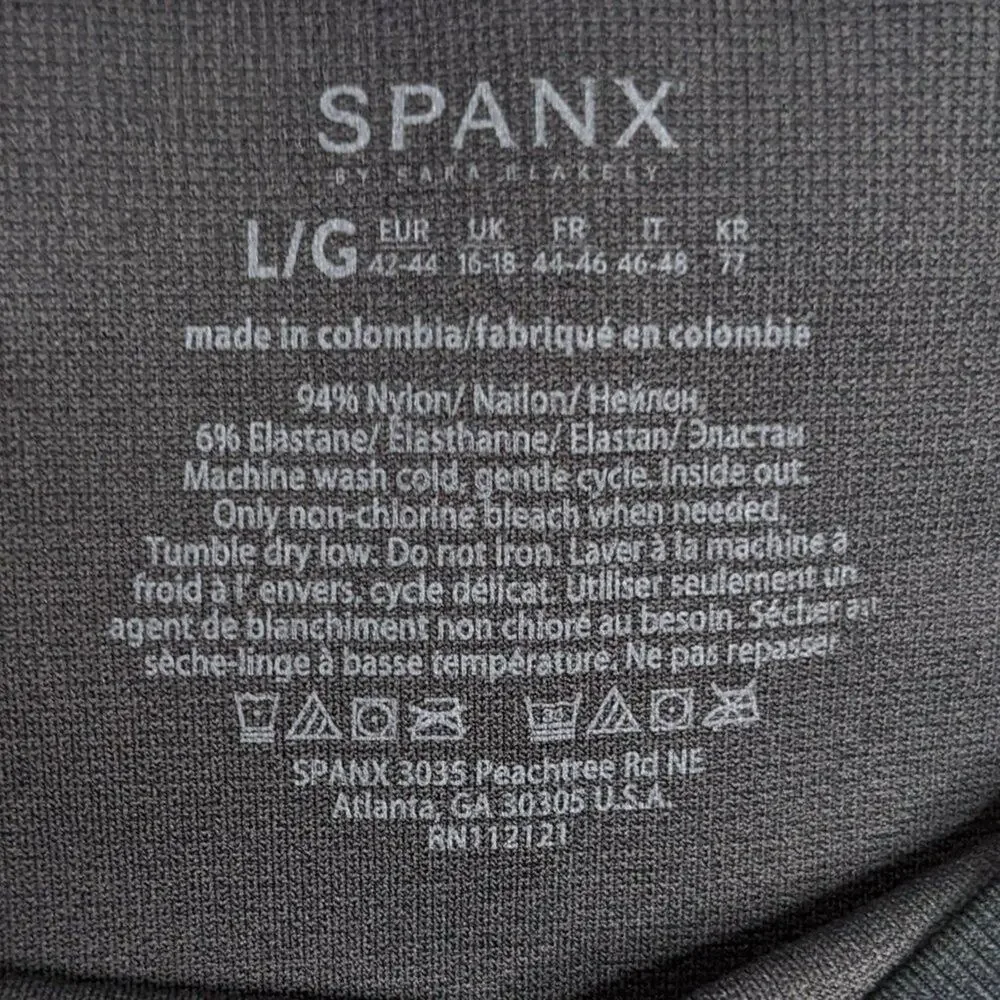 SPANX
BY SARA BLAKELY
L/G EUR 42-44 UK 16-18 FR 44-46 IT 46-48 KR 77
made in colombia/fabriqué en colombie
94% Nylon/ Nailon/ Нейлон,
6% Elastane/ Élasthanne/ Elastan/ Эластан
Machine wash cold, gentle cycle. Inside out.
Only non-chlorine bleach when needed.
Tumble dry low. Do not iron. Laver à la machine à
froid à l' envers, cycle délicat. Utiliser seulement un
agent de blanchiment non chloré au besoin. Sécher au
sèche-linge à basse température. Ne pas repasser
30
SPANX 3035 Peachtree Rd NE
Atlanta, GA 30305 U.S.A.
RN112121